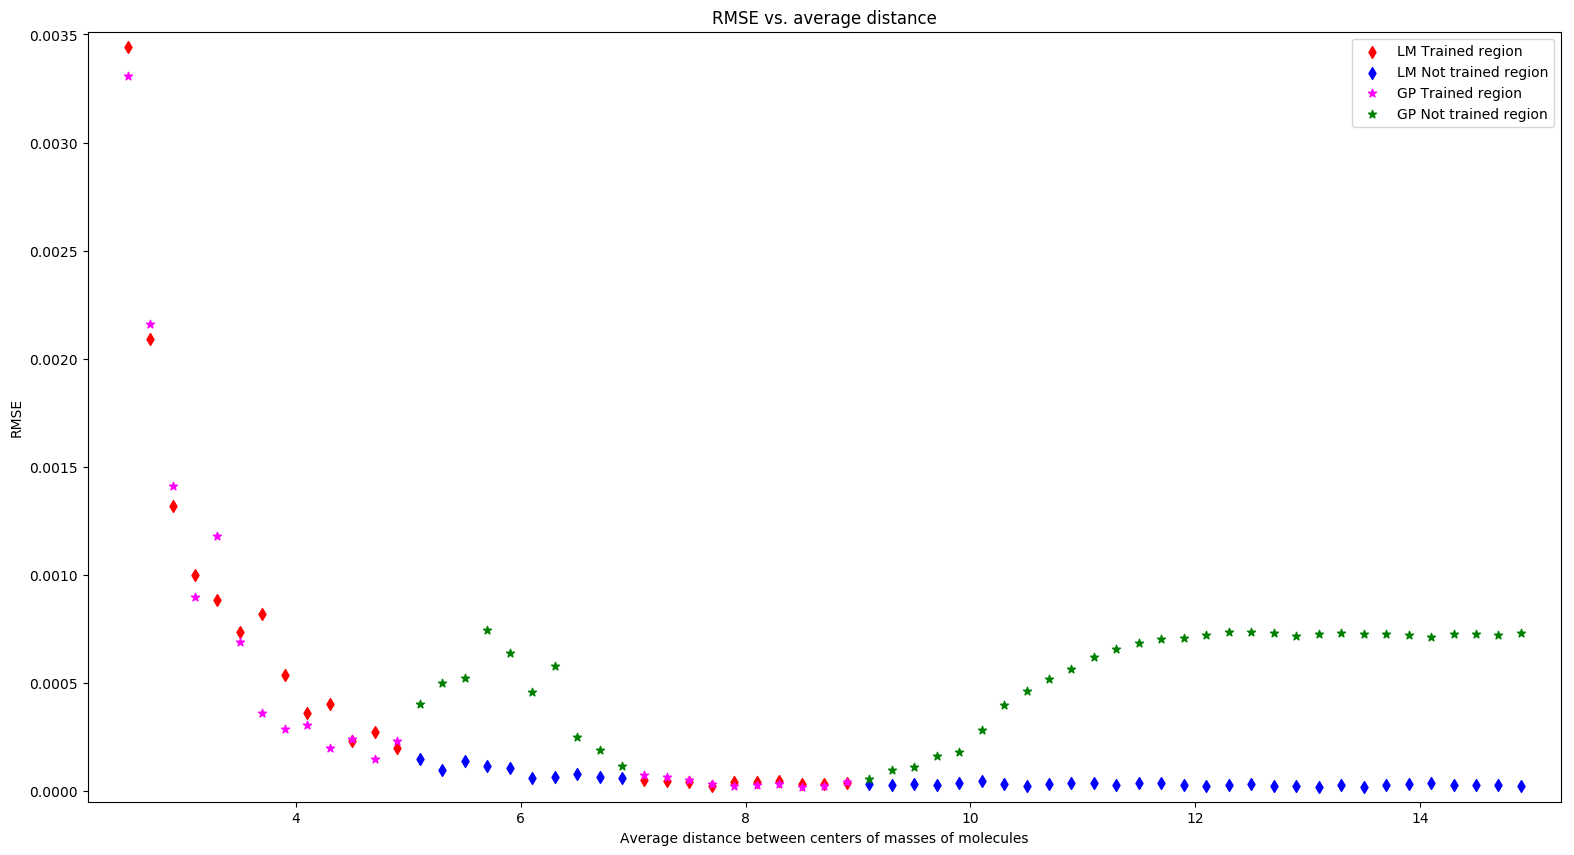 RMSE vs. average distance
LM Trained region
LM Not trained region
GP Trained region
GP Not trained region
RMSE
0.0035
0.0030
0.0025
0.0020
0.0015
0.0010
0.0005
0.0000
4 6 8 10 12 14
Average distance between centers of masses of molecules